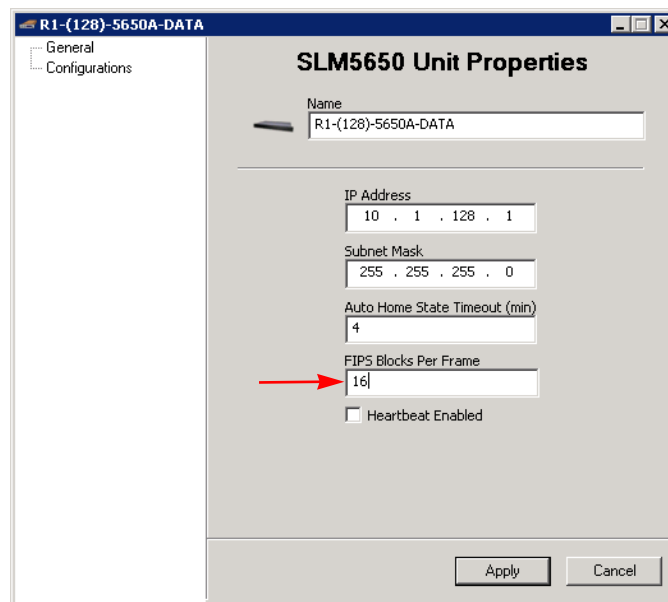 R1-(128)-5650A-DATA
General
Configurations
SLM5650 Unit Properties
Name
R1-(128)-5650A-DATA
IP Address
10 . 1 . 128 . 1
Subnet Mask
255 . 255 . 255 . 0
Auto Home State Timeout (min)
4
FIPS Blocks Per Frame
16
Heartbeat Enabled
Apply Cancel